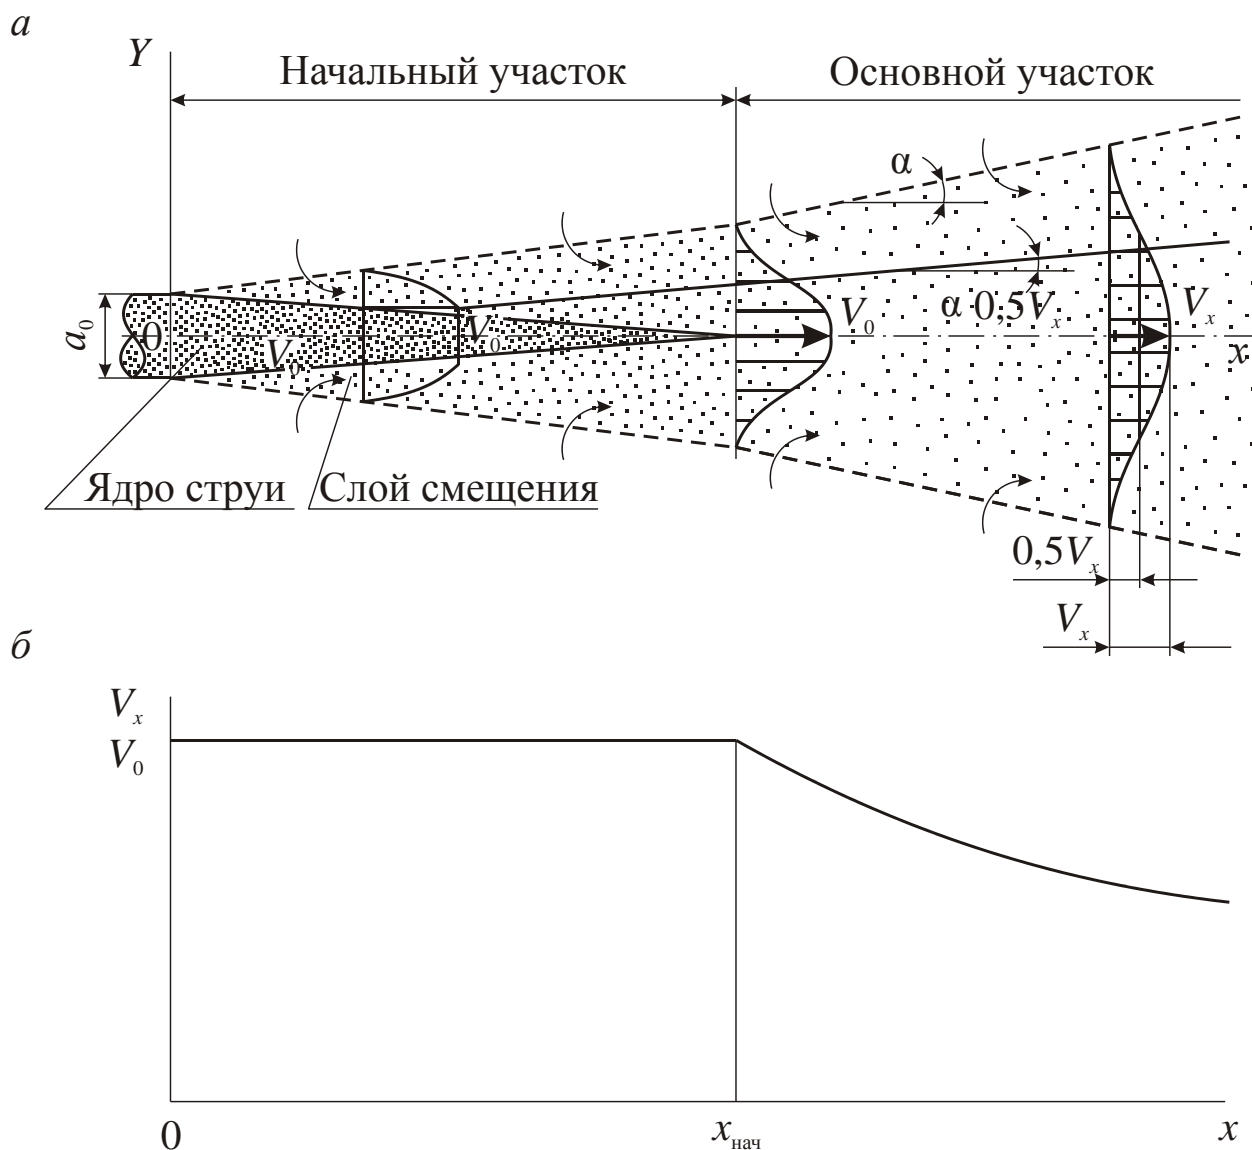 а
Y
Начальный участок
Основной участок
α
a₀
0
V₀
V₀
V₀
α 0,5Vₓ
Vₓ
x
Ядро струи
Слой смещения
0,5Vₓ
Vₓ
б
Vₓ
V₀
0
xнач
x